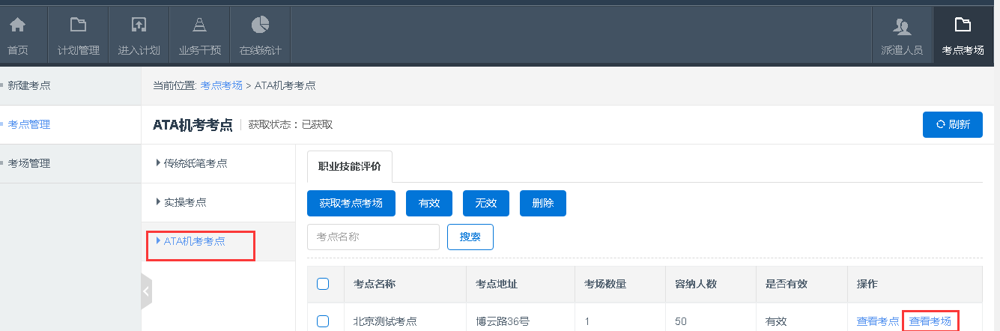 首页 计划管理 进入计划 业务干预 在线统计 派遣人员 考点考场
新建考点
考点管理
考场管理
当前位置: 考点考场 > ATA机考考点
ATA机考考点 获取状态：已获取 刷新
传统纸笔考点
实操考点
ATA机考考点
职业技能评价
获取考点考场 有效 无效 删除
考点名称 搜索
考点名称 考点地址 考场数量 容纳人数 是否有效 操作
北京测试考点 博云路36号 1 50 有效 查看考点 查看考场